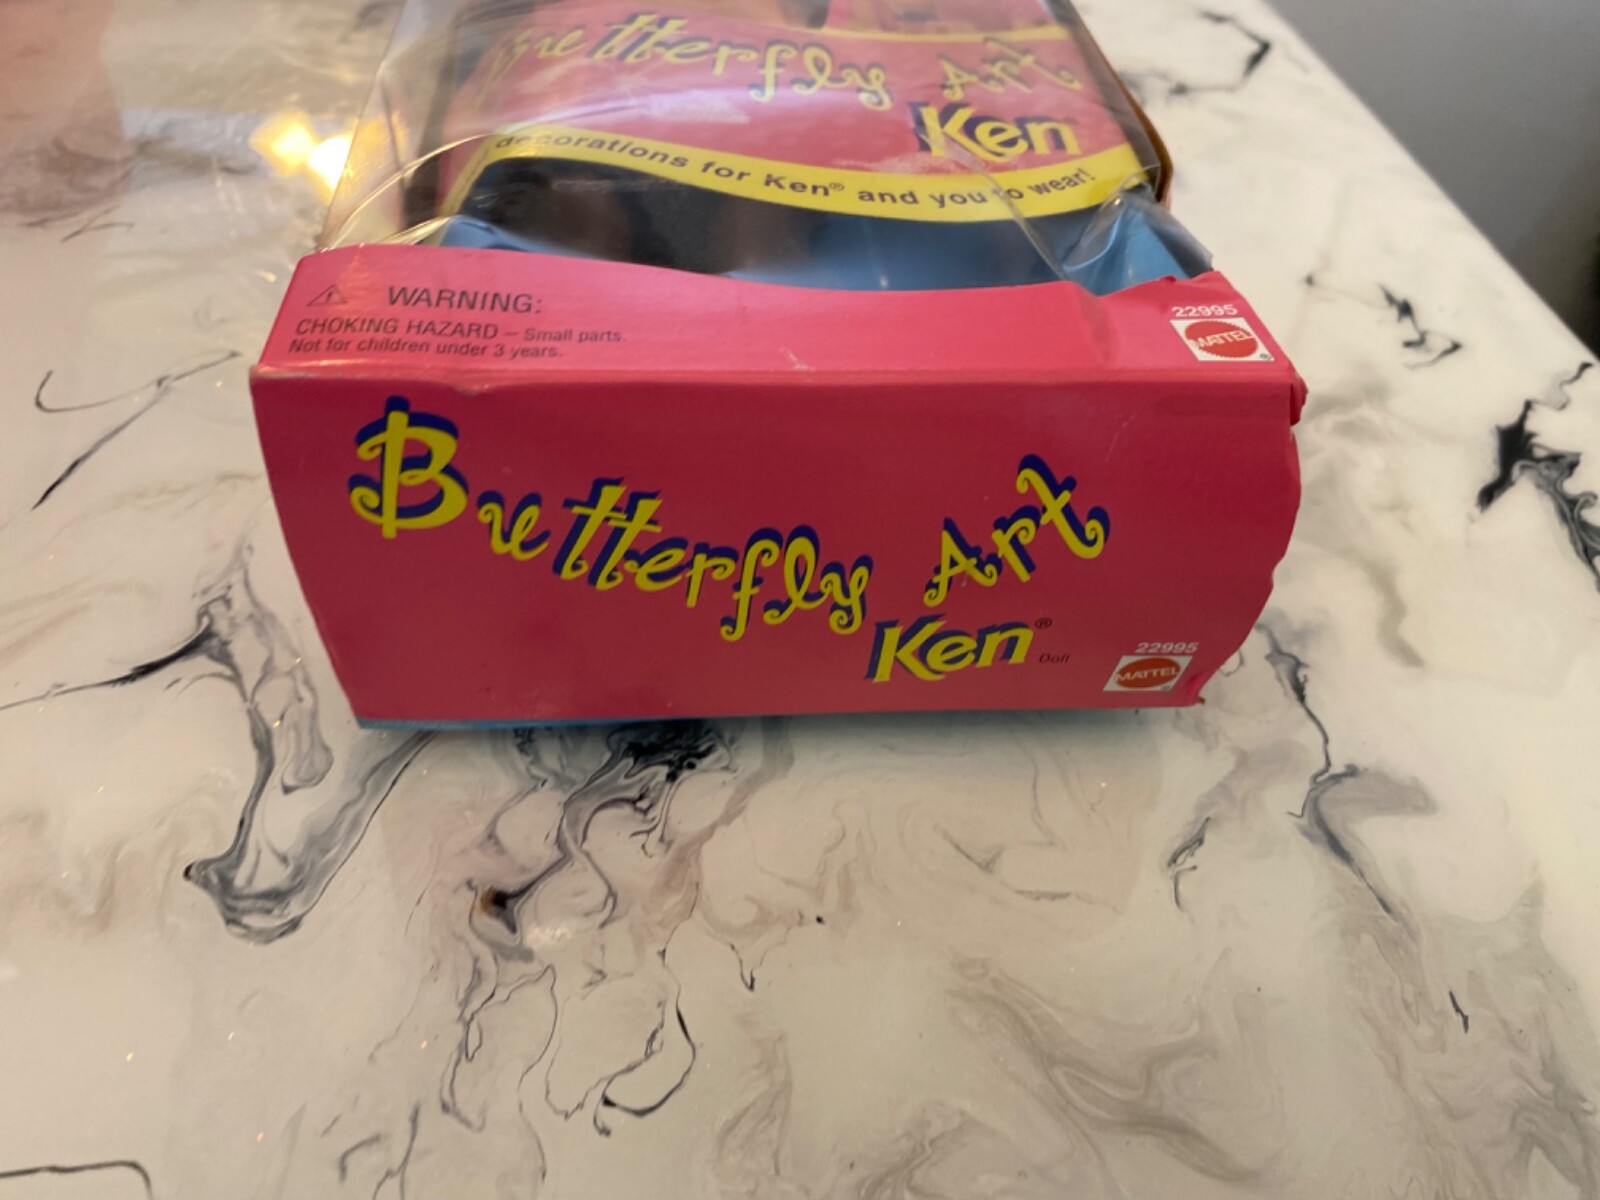 Butterfly Art
Ken
decorations for Ken® and you to wear!
⚠ WARNING:
CHOKING HAZARD – Small parts.
Not for children under 3 years.
22995
MATTEL
®
Butterfly Art
Ken® Doll
22995
MATTEL
®